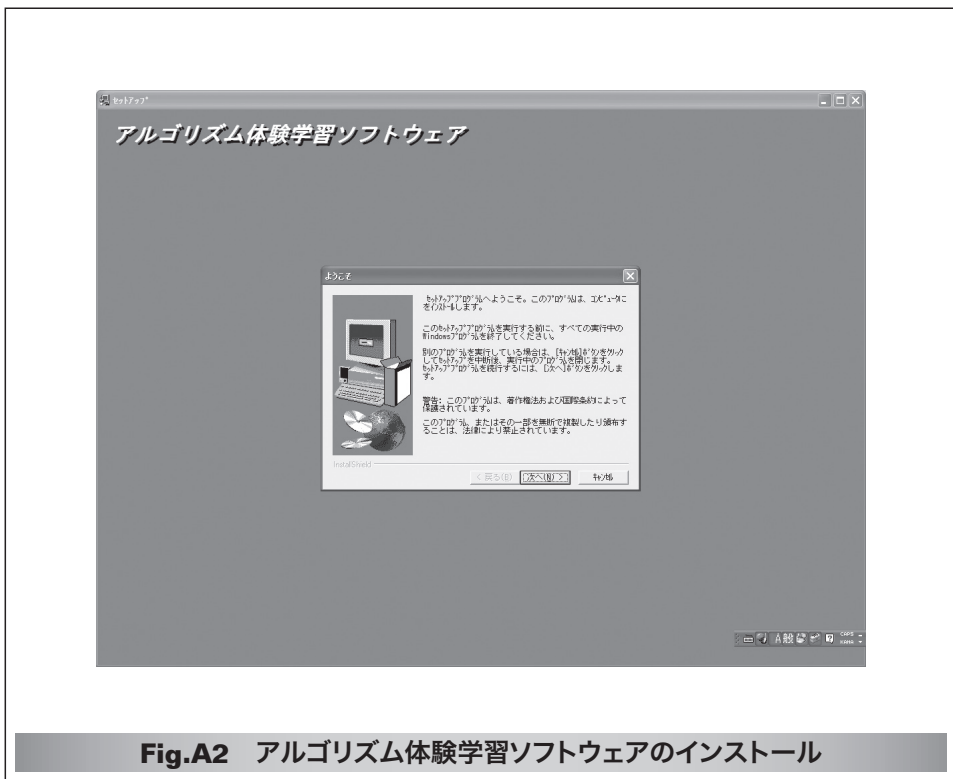 セットアップ
アルゴリズム体験学習ソフトウェア
ようこそ
セットアッププログラムへようこそ。このプログラムは、コンピュータに
をインストールします。
このセットアッププログラムを実行する前に、すべての実行中の
Windowsプログラムを終了してください。
別のプログラムを実行している場合は、[キャンセル]ボタンをクリック
してセットアップを中断後、実行中のプログラムを閉じます。
セットアッププログラムを続行するには、[次へ]ボタンをクリックしま
す。
警告: このプログラムは、著作権法および国際条約によって
保護されています。
このプログラム、またはその一部を無断で複製したり頒布す
ることは、法律により禁止されています。
InstallShield
< 戻る(B)
次へ(N) >
キャンセル
A 般
CAPS
KANA
Fig.A2 アルゴリズム体験学習ソフトウェアのインストール